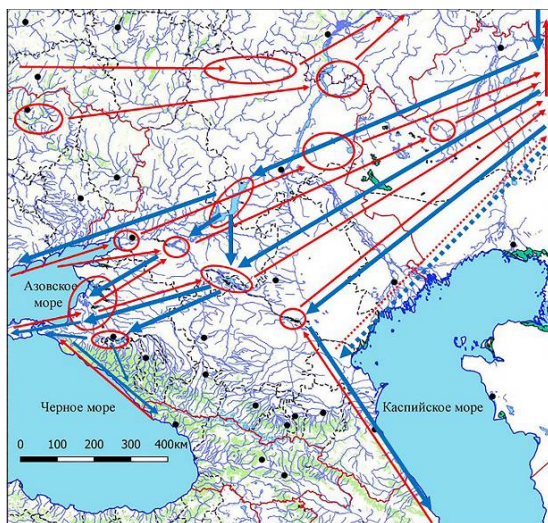 Азовское
море
Черное море
Каспийское море
0 100 200 300 400км